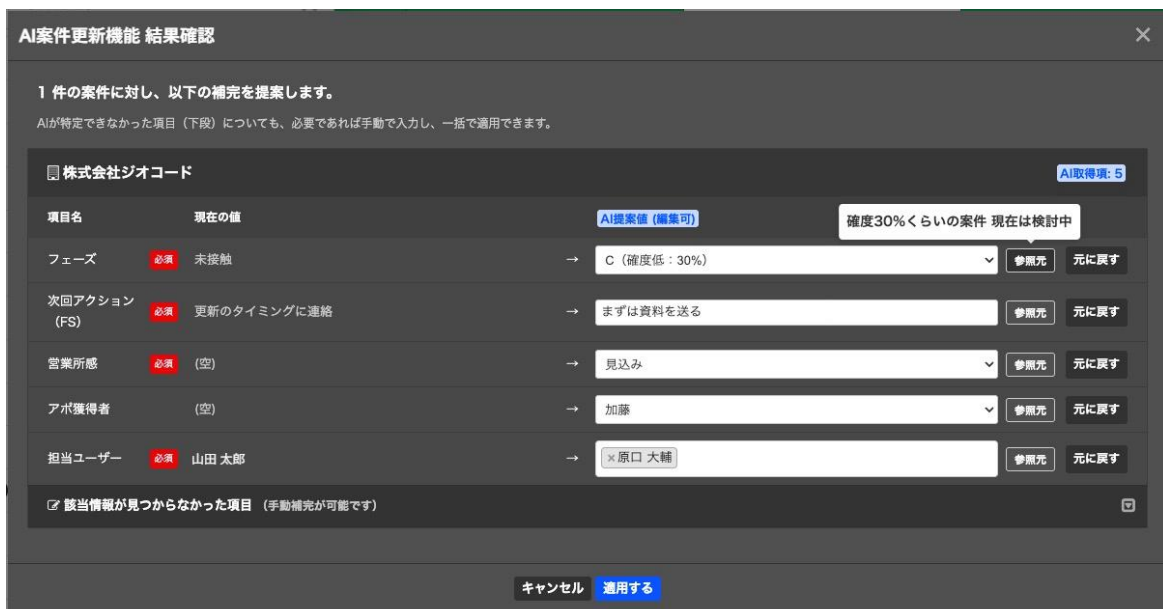 AI案件更新機能 結果確認
1 件の案件に対し、以下の補完を提案します。
AIが特定できなかった項目（下段）についても、必要であれば手動で入力し、一括で適用できます。
株式会社ジオコード AI取得項: 5
項目名 現在の値 AI提案値 (編集可) 確度30%くらいの案件 現在は検討中
フェーズ 必須 未接触 → C（確度低：30%） 参照元 元に戻す
次回アクション
（FS） 必須 更新のタイミングに連絡 → まずは資料を送る 参照元 元に戻す
営業所感 必須 (空) → 見込み 参照元 元に戻す
アポ獲得者 (空) → 加藤 参照元 元に戻す
担当ユーザー 必須 山田 太郎 → ×原口 大輔 参照元 元に戻す
該当情報が見つからなかった項目 （手動補完が可能です）
キャンセル 適用する